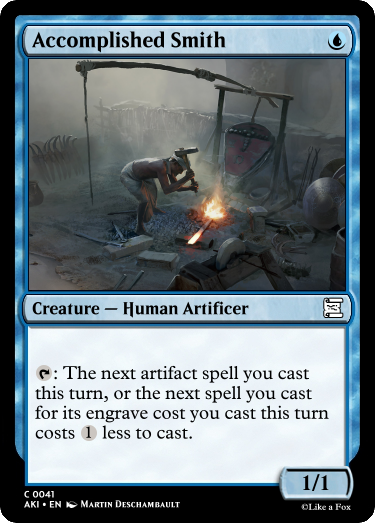 Accomplished Smith
Creature — Human Artificer
: The next artifact spell you cast
this turn, or the next spell you cast
for its engrave cost you cast this turn
costs 1 less to cast.
1/1
C 0041
AKI • EN Martin Deschambault
©Like a Fox